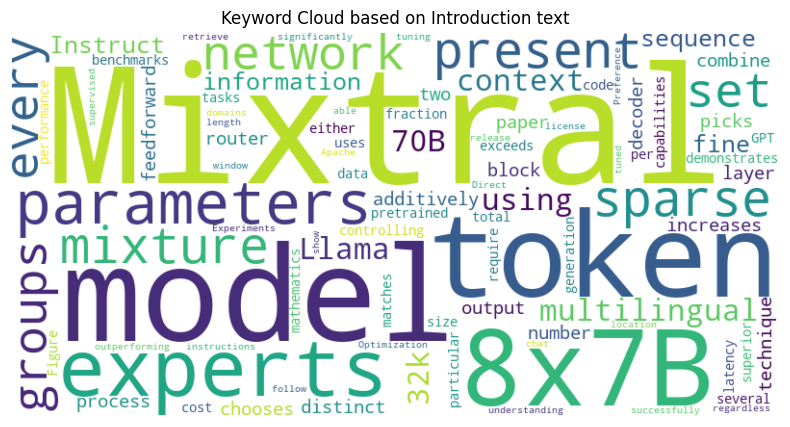 Keyword Cloud based on Introduction text
retrieve
significantly
tuning
every
Instruct
network
present
sequence
benchmarks
combine
supervised
performance
feedforward
information
context
code
Preference
decoder
capabilities
set
Mixtral
tasks
domains
able
two
fraction
length
router
either
uses
70B
paper
exceeds
tuned
per
picks
fine
GPT
demonstrates
release
license
window
Apache
data
block
layer
parameters
additively
Direct
using
sparse
pretrained
Experiments
controlling
total
increases
groups
mixture
show
Llama
model
token
require
generation
mathematics
matches
output
multilingual
size
number
location
technique
Figure
outperforming
instructions
Optimization
experts
32k
particular
chat
8x7B
latency
superior
process
cost
follow
chooses
distinct
understanding
successfully
several
regardless